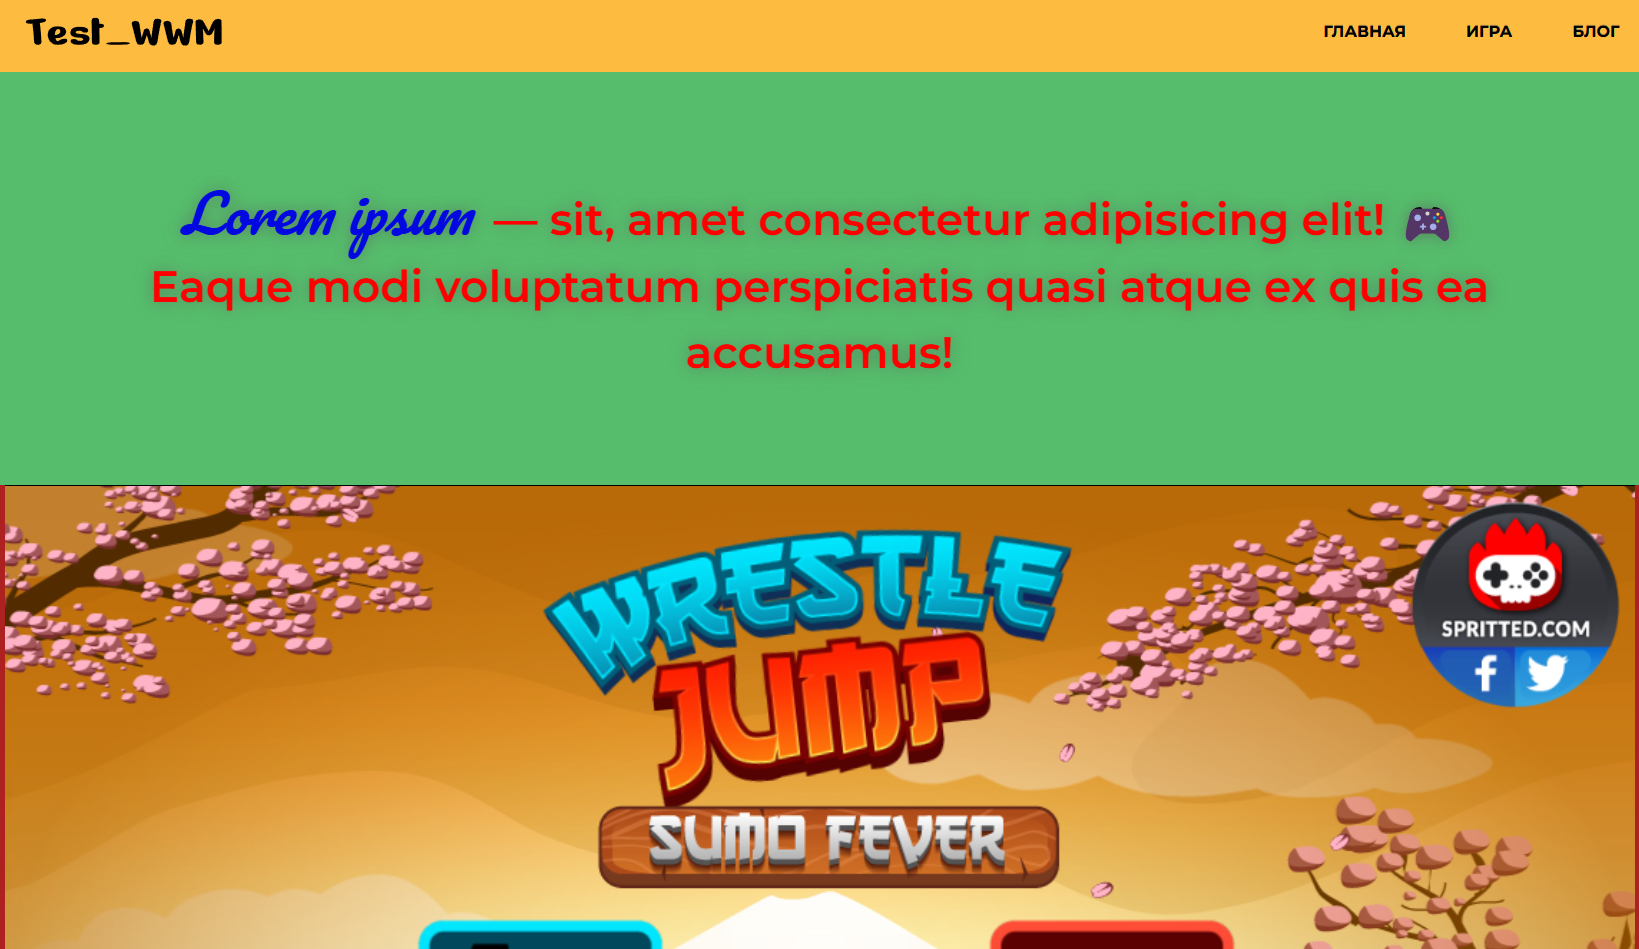 Test_WWM
ГЛАВНАЯ ИГРА БЛОГ
Lorem ipsum — sit, amet consectetur adipisicing elit! 🎮
Eaque modi voluptatum perspiciatis quasi atque ex quis ea
accusamus!
WRESTLE
JUMP
SUMO FEVER
SPRITTED.COM